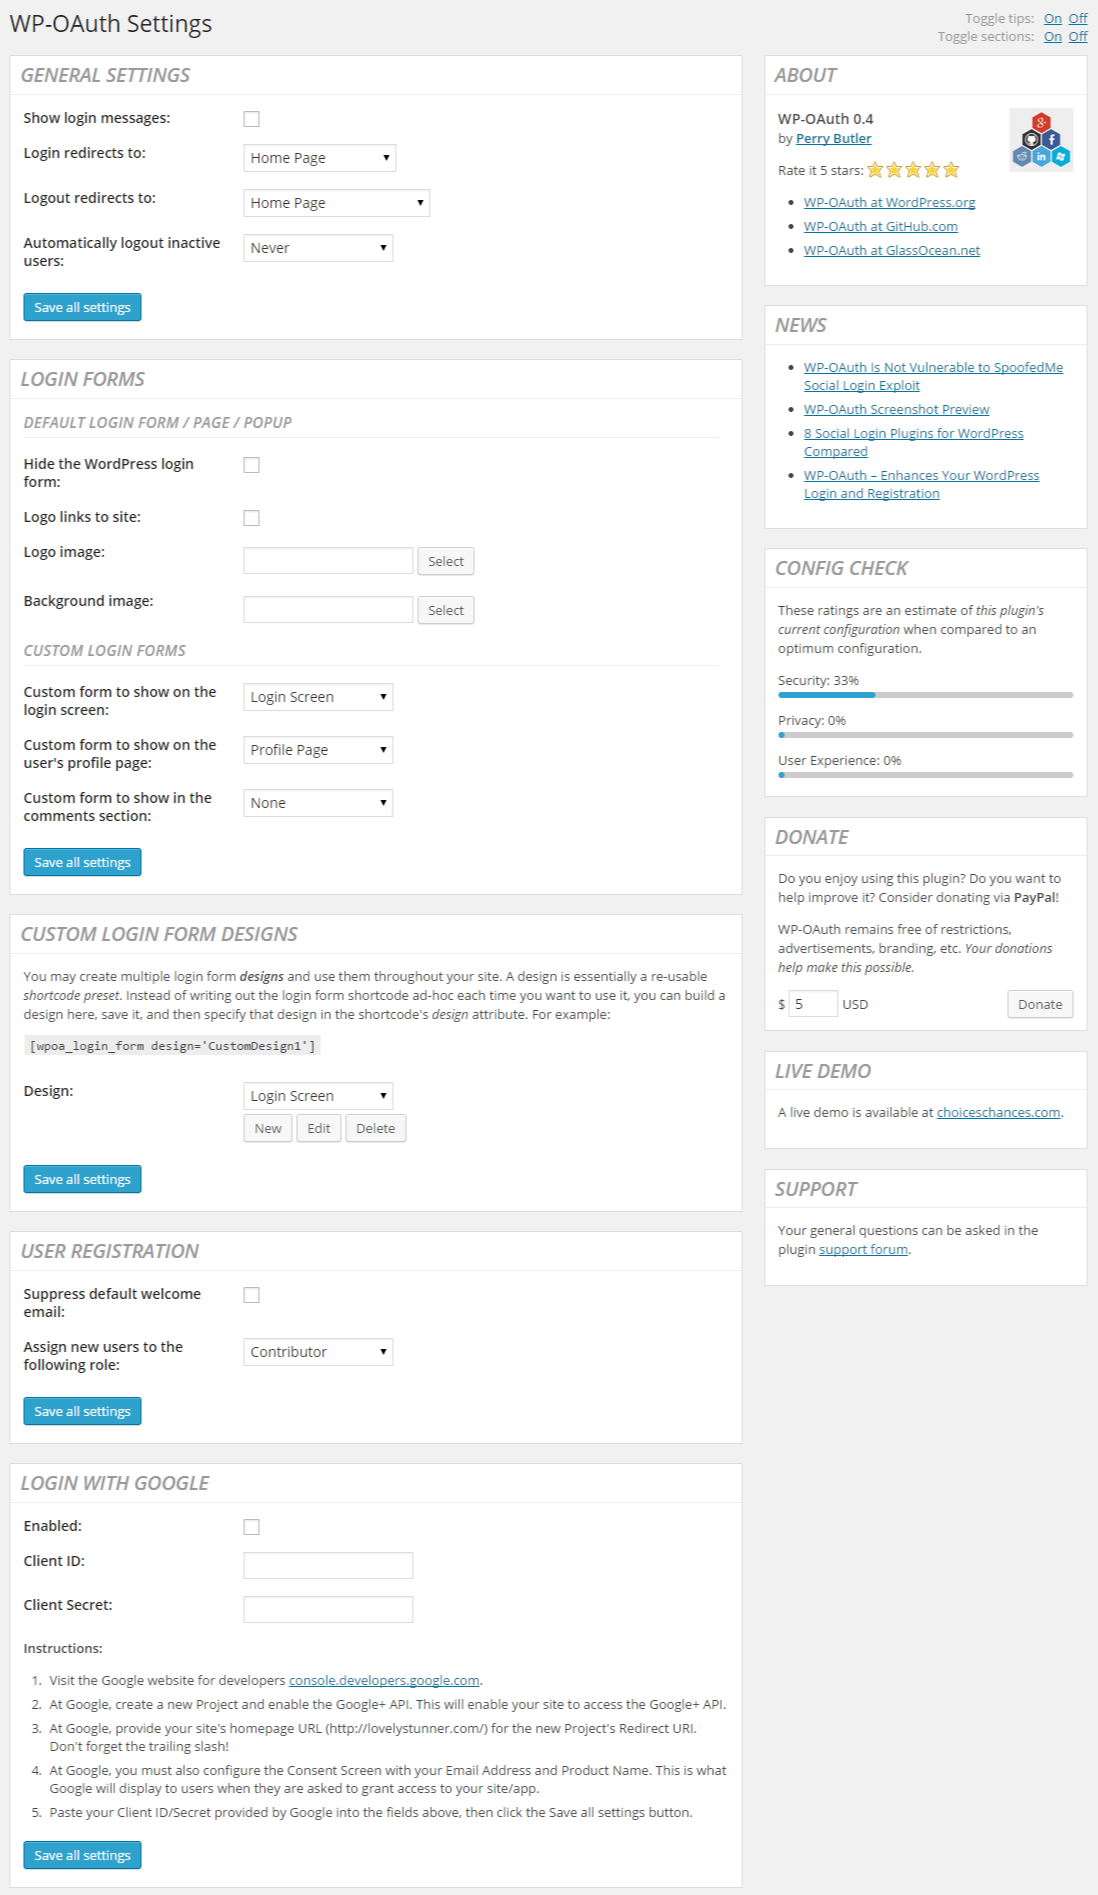 WP-OAuth Settings
Toggle tips: On Off
Toggle sections: On Off
GENERAL SETTINGS
Show login messages:
Login redirects to:
Home Page
Logout redirects to:
Home Page
Automatically logout inactive
users:
Never
Save all settings
LOGIN FORMS
DEFAULT LOGIN FORM / PAGE / POPUP
Hide the WordPress login
form:
Logo links to site:
Logo image:
Select
Background image:
Select
CUSTOM LOGIN FORMS
Custom form to show on the
login screen:
Login Screen
Custom form to show on the
user's profile page:
Profile Page
Custom form to show in the
comments section:
None
Save all settings
CUSTOM LOGIN FORM DESIGNS
You may create multiple login form designs and use them throughout your site. A design is essentially a re-usable
shortcode preset. Instead of writing out the login form shortcode ad-hoc each time you want to use it, you can build a
design here, save it, and then specify that design in the shortcode's design attribute. For example:
[wpoa_login_form design='CustomDesign1']
Design:
Login Screen
New Edit Delete
Save all settings
USER REGISTRATION
Suppress default welcome
email:
Assign new users to the
following role:
Contributor
Save all settings
LOGIN WITH GOOGLE
Enabled:
Client ID:
Client Secret:
Instructions:
1. Visit the Google website for developers console.developers.google.com.
2. At Google, create a new Project and enable the Google+ API. This will enable your site to access the Google+ API.
3. At Google, provide your site's homepage URL (http://lovelystunner.com/) for the new Project's Redirect URI.
Don't forget the trailing slash!
4. At Google, you must also configure the Consent Screen with your Email Address and Product Name. This is what
Google will display to users when they are asked to grant access to your site/app.
5. Paste your Client ID/Secret provided by Google into the fields above, then click the Save all settings button.
Save all settings
ABOUT
WP-OAuth 0.4
by Perry Butler
Rate it 5 stars:
WP-OAuth at WordPress.org
WP-OAuth at GitHub.com
WP-OAuth at GlassOcean.net
NEWS
WP-OAuth Is Not Vulnerable to SpoofedMe
Social Login Exploit
WP-OAuth Screenshot Preview
8 Social Login Plugins for WordPress
Compared
WP-OAuth – Enhances Your WordPress
Login and Registration
CONFIG CHECK
These ratings are an estimate of this plugin's
current configuration when compared to an
optimum configuration.
Security: 33%
Privacy: 0%
User Experience: 0%
DONATE
Do you enjoy using this plugin? Do you want to
help improve it? Consider donating via PayPal!
WP-OAuth remains free of restrictions,
advertisements, branding, etc. Your donations
help make this possible.
$ 5 USD
Donate
LIVE DEMO
A live demo is available at choiceschances.com.
SUPPORT
Your general questions can be asked in the
plugin support forum.